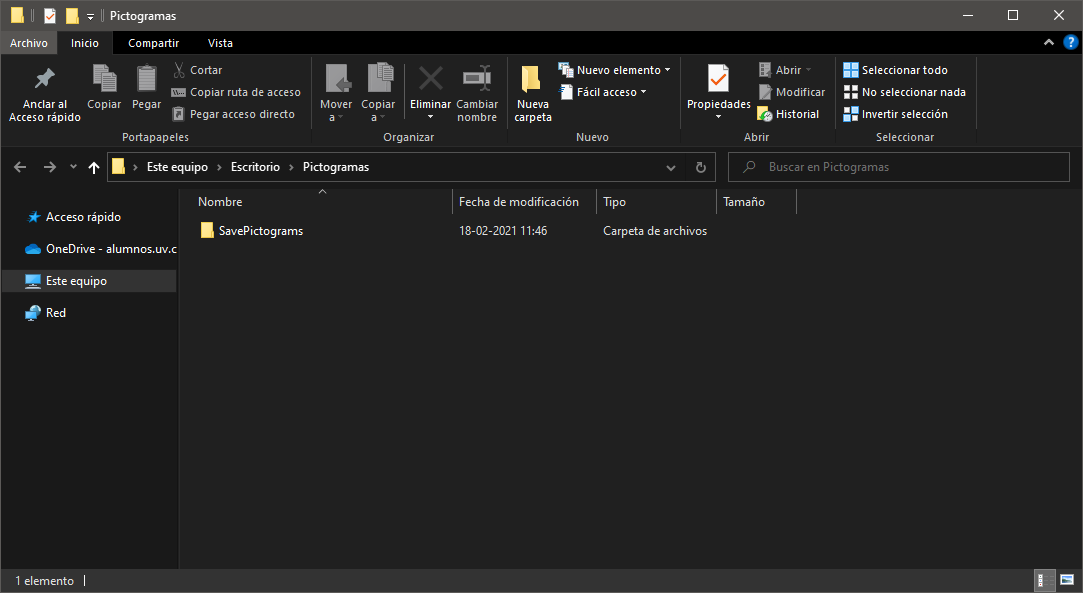 Pictogramas
Archivo Inicio Compartir Vista
Anclar al Acceso rápido
Copiar
Pegar
Cortar
Copiar ruta de acceso
Pegar acceso directo
Portapapeles
Mover a
Copiar a
Eliminar
Cambiar nombre
Organizar
Nueva carpeta
Nuevo elemento
Fácil acceso
Nuevo
Propiedades
Abrir
Modificar
Historial
Abrir
Seleccionar todo
No seleccionar nada
Invertir selección
Seleccionar
Este equipo > Escritorio > Pictogramas
Buscar en Pictogramas
Acceso rápido
OneDrive - alumnos.uv.c
Este equipo
Red
Nombre Fecha de modificación Tipo Tamaño
SavePictograms 18-02-2021 11:46 Carpeta de archivos
1 elemento